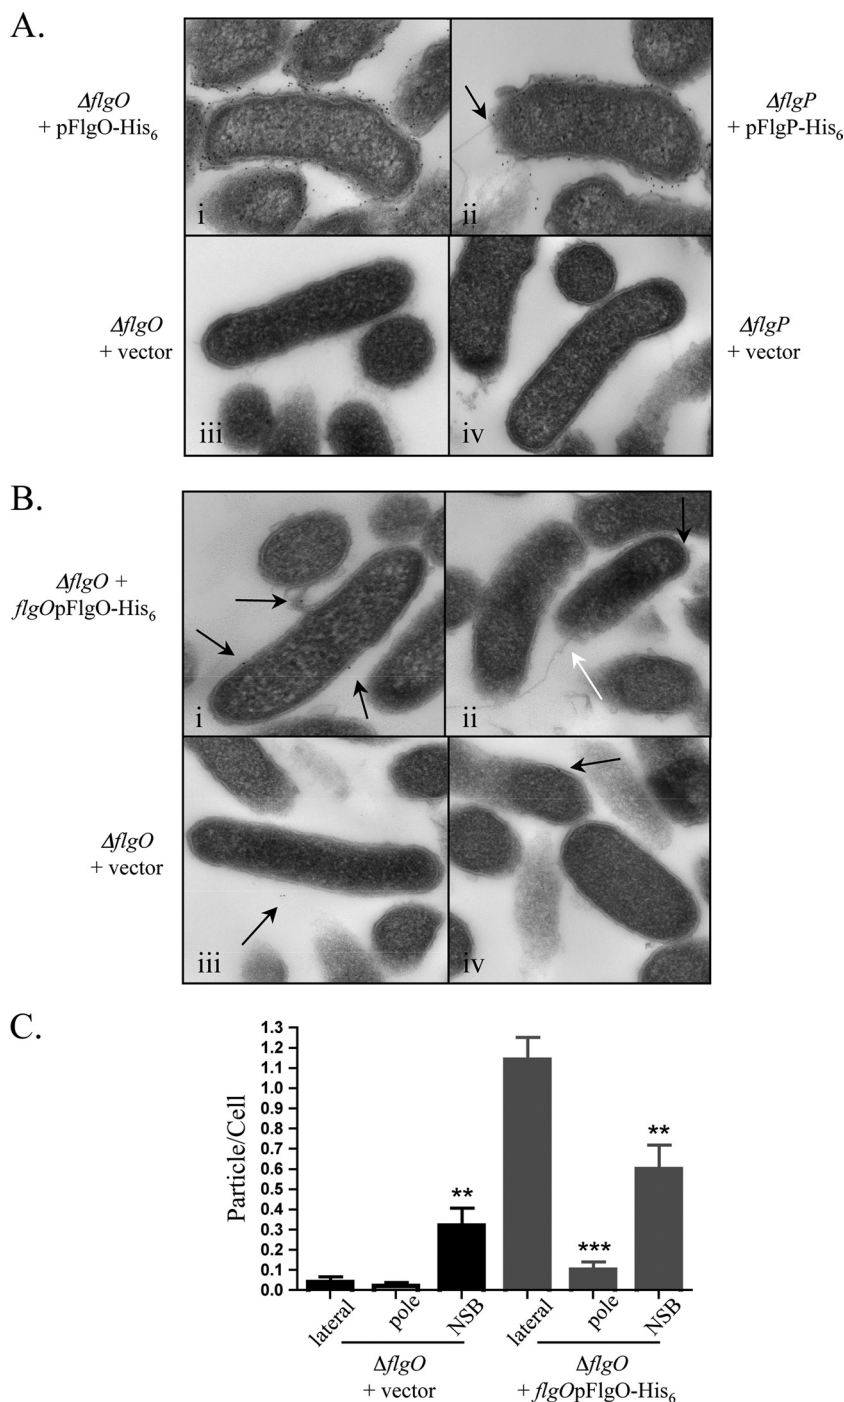 A.
ΔflgO
+ pFlgO-His6
ΔflgP
+ pFlgP-His6
i
ii
ΔflgO
+ vector
ΔflgP
+ vector
iii
iv
B.
ΔflgO +
flgOpFlgO-His6
i
ii
ΔflgO
+ vector
iii
iv
C.
Particle/Cell
1.3
1.2
1.1
1.0
0.9
0.8
0.7
0.6
0.5
0.4
0.3
0.2
0.1
0.0
**
***
**
lateral
pole
NSB
lateral
pole
NSB
ΔflgO
+ vector
ΔflgO
+ flgOpFlgO-His6